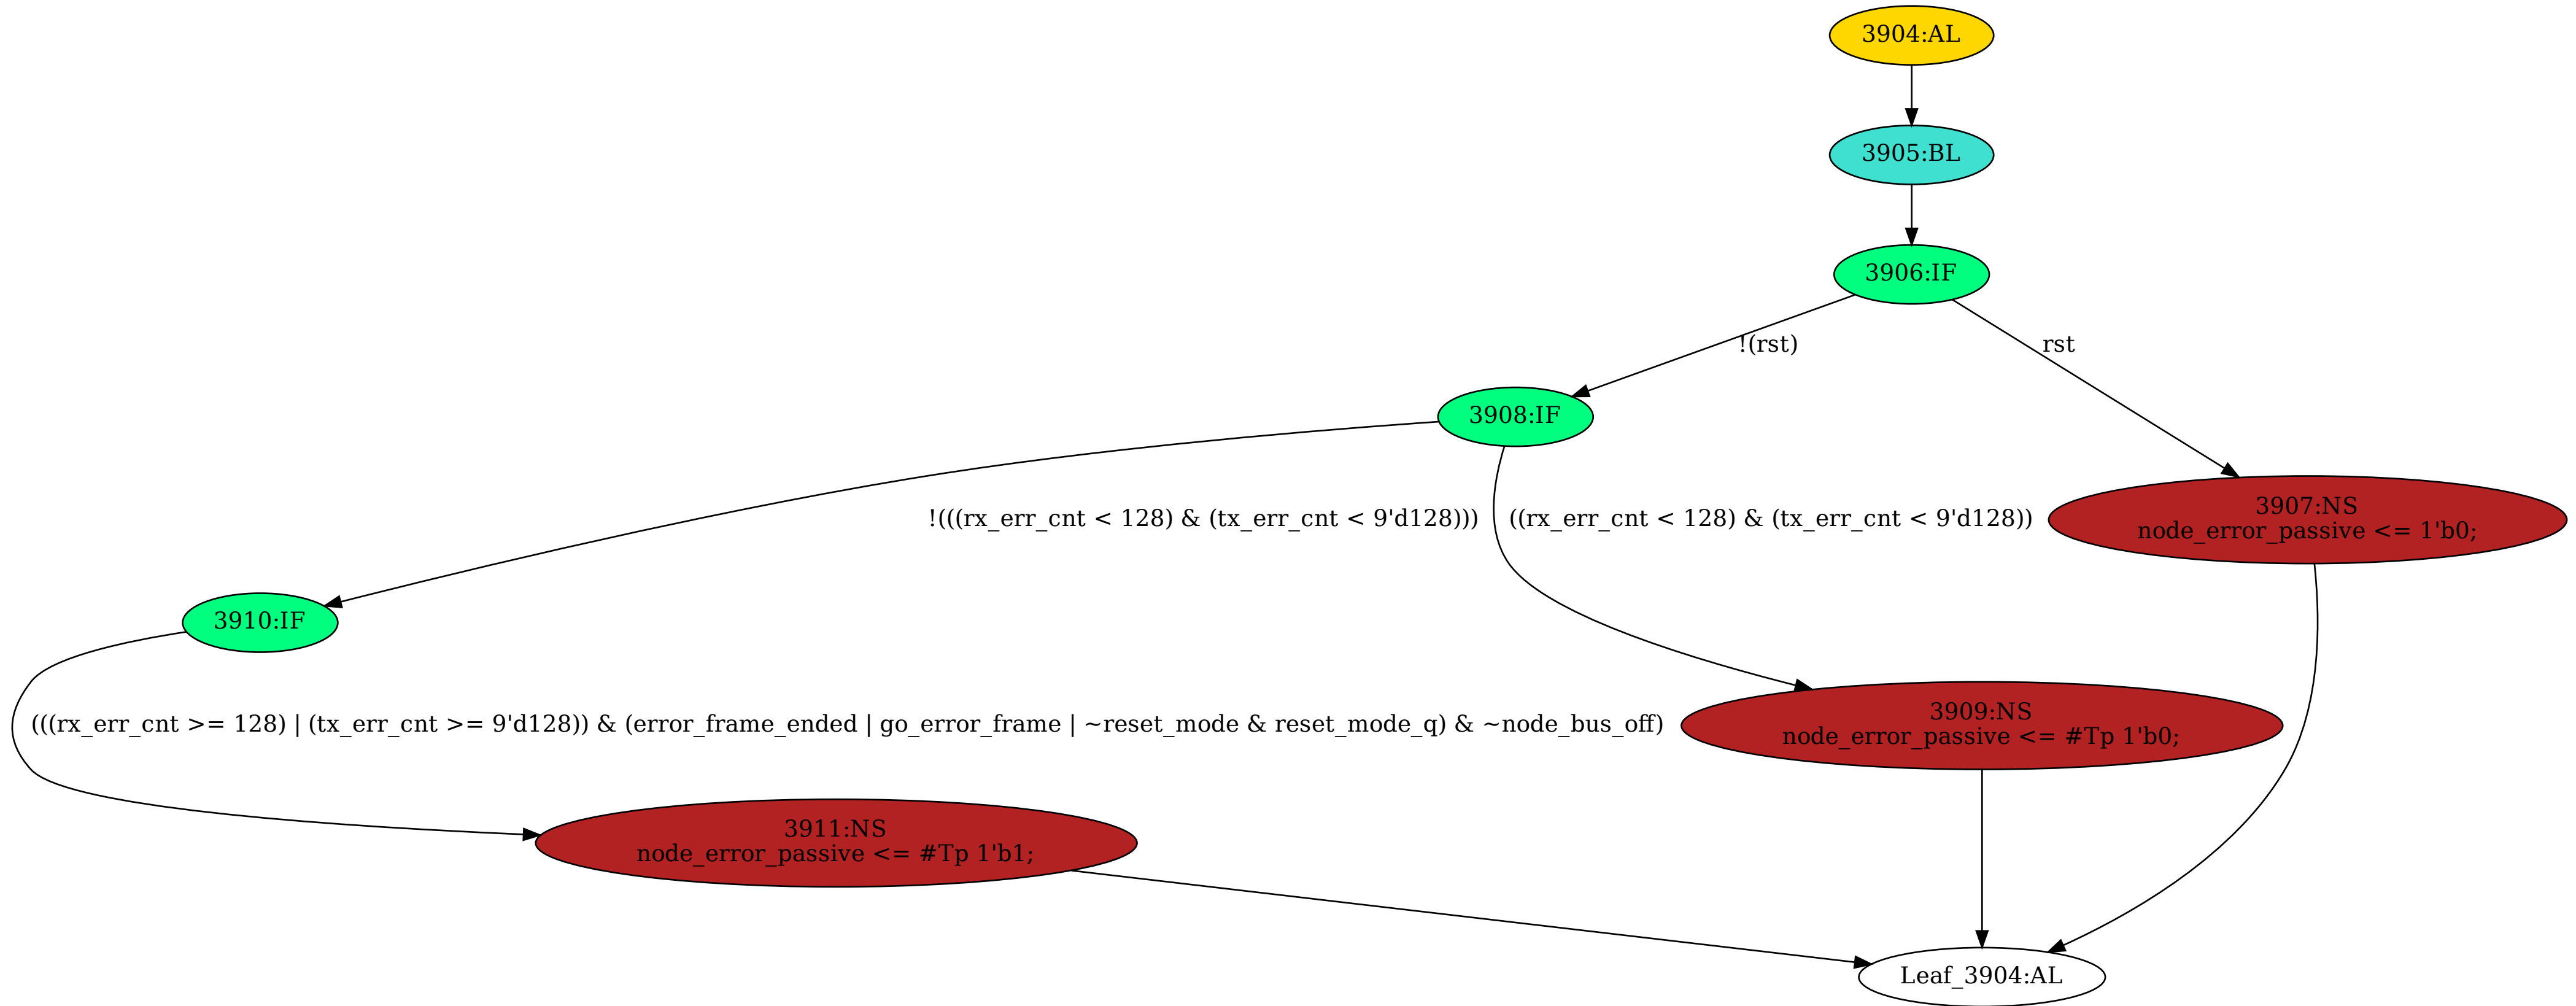 3904:AL
3905:BL
3906:IF
!(rst)
rst
3908:IF
!(((rx_err_cnt < 128) & (tx_err_cnt < 9'd128)))
((rx_err_cnt < 128) & (tx_err_cnt < 9'd128))
3907:NS
node_error_passive <= 1'b0;
3910:IF
(((rx_err_cnt >= 128) | (tx_err_cnt >= 9'd128)) & (error_frame_ended | go_error_frame | ~reset_mode & reset_mode_q) & ~node_bus_off)
3909:NS
node_error_passive <= #Tp 1'b0;
3911:NS
node_error_passive <= #Tp 1'b1;
Leaf_3904:AL